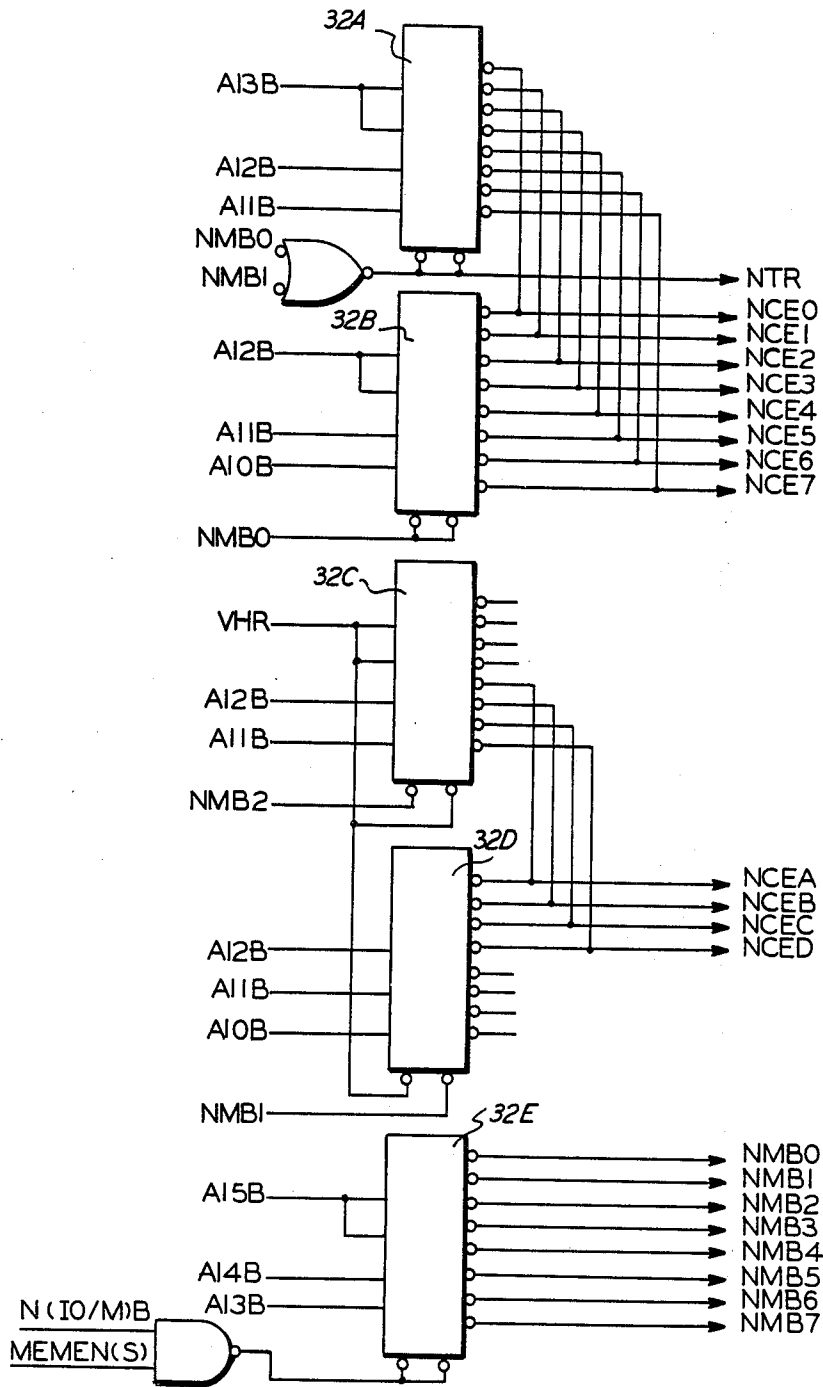 32A
A13B
A12B
A11B
NMB0
NMB1
NTR
32B
NCE0
NCE1
A12B
NCE2
NCE3
NCE4
A11B
NCE5
A10B
NCE6
NCE7
NMB0
32C
VHR
A12B
A11B
NMB2
32D
NCEA
NCEB
NCEC
A12B
NCED
A11B
A10B
NMB1
32E
NMB0
NMB1
A15B
NMB2
NMB3
NMB4
A14B
NMB5
A13B
NMB6
N(IO/M)B
NMB7
MEMEN(S)